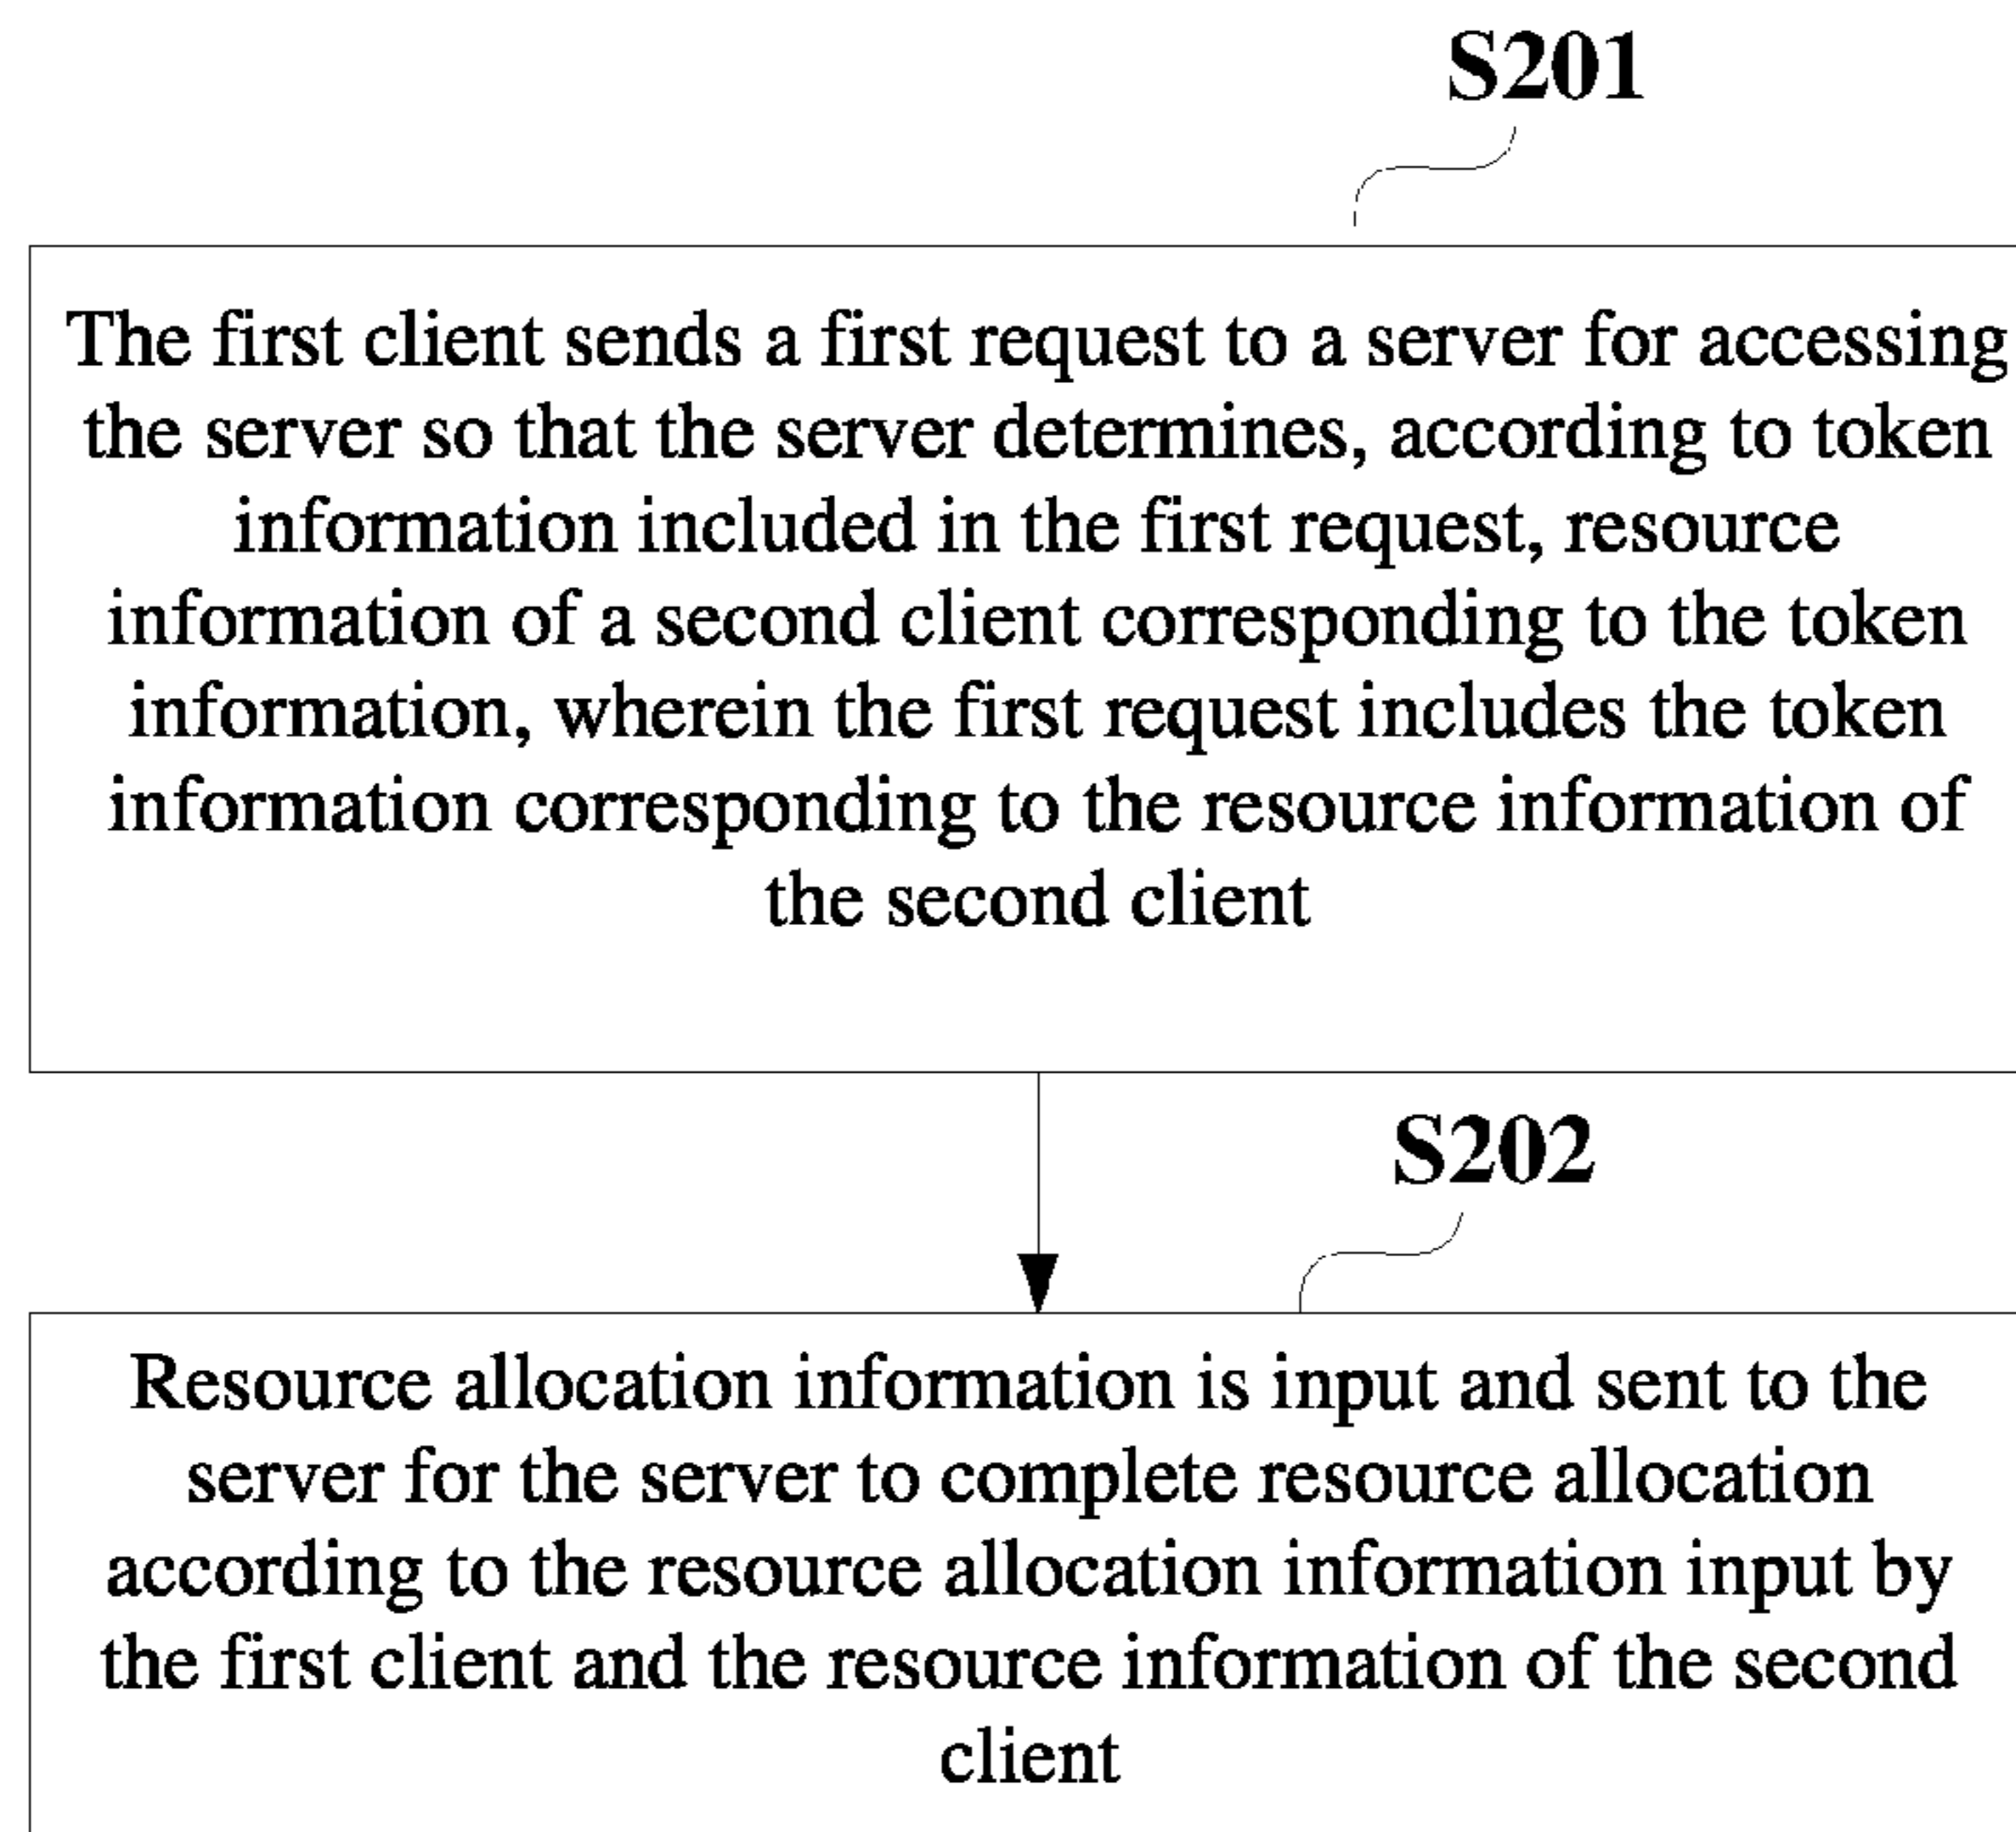 S201
The first client sends a first request to a server for accessing
the server so that the server determines, according to token
information included in the first request, resource
information of a second client corresponding to the token
information, wherein the first request includes the token
information corresponding to the resource information of
the second client
S202
Resource allocation information is input and sent to the
server for the server to complete resource allocation
according to the resource allocation information input by
the first client and the resource information of the second
client